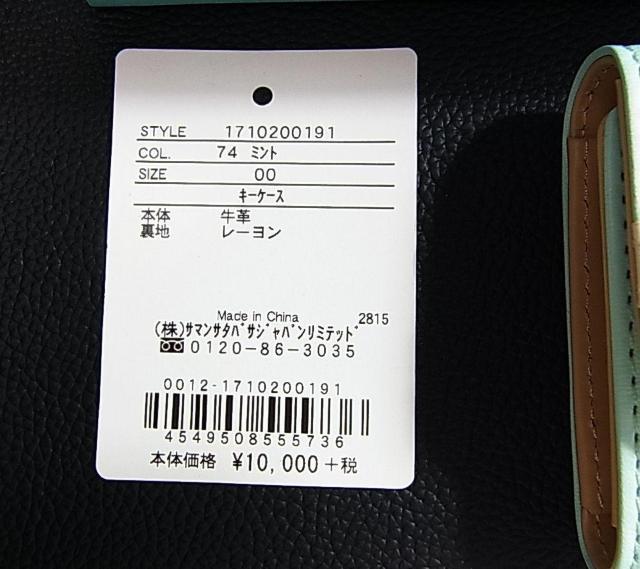 STYLE 1710200191
COL. 74 ミント
SIZE 00
キーケース
本体 牛革
裏地 レーヨン
Made in China 2815
(株)ｻﾏﾝｻﾀﾊﾞｻｼﾞｬﾊﾟﾝﾘﾐﾃｯﾄﾞ
0120-86-3035
0012-1710200191
4549508555736
本体価格 ¥10,000+税